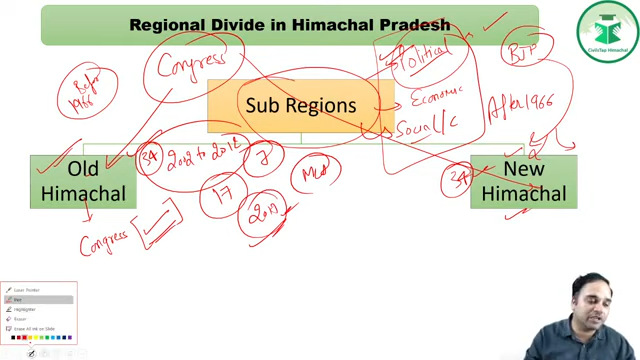 Regional Divide in Himachal Pradesh
CivilsTap Himachal
Congress
Before
1966
Political
BJP
Economic
Social/c
After 1966
Sub Regions
34
2012 to 2017
7
17
2017
34
2
Old
Himachal
New
Himachal
Congress
Laser Pointer
Pen
Highlighter
Eraser
Erase All Ink on Slide